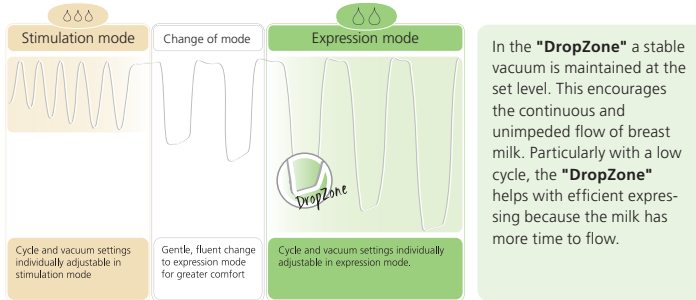 Stimulation mode
Change of mode
Expression mode
DropZone
Cycle and vacuum settings
individually adjustable in
stimulation mode
Gentle, fluent change
to expression mode
for greater comfort
Cycle and vacuum settings individually
adjustable in expression mode.
In the "DropZone" a stable
vacuum is maintained at the
set level. This encourages
the continuous and
unimpeded flow of breast
milk. Particularly with a low
cycle, the "DropZone"
helps with efficient expres-
sing because the milk has
more time to flow.